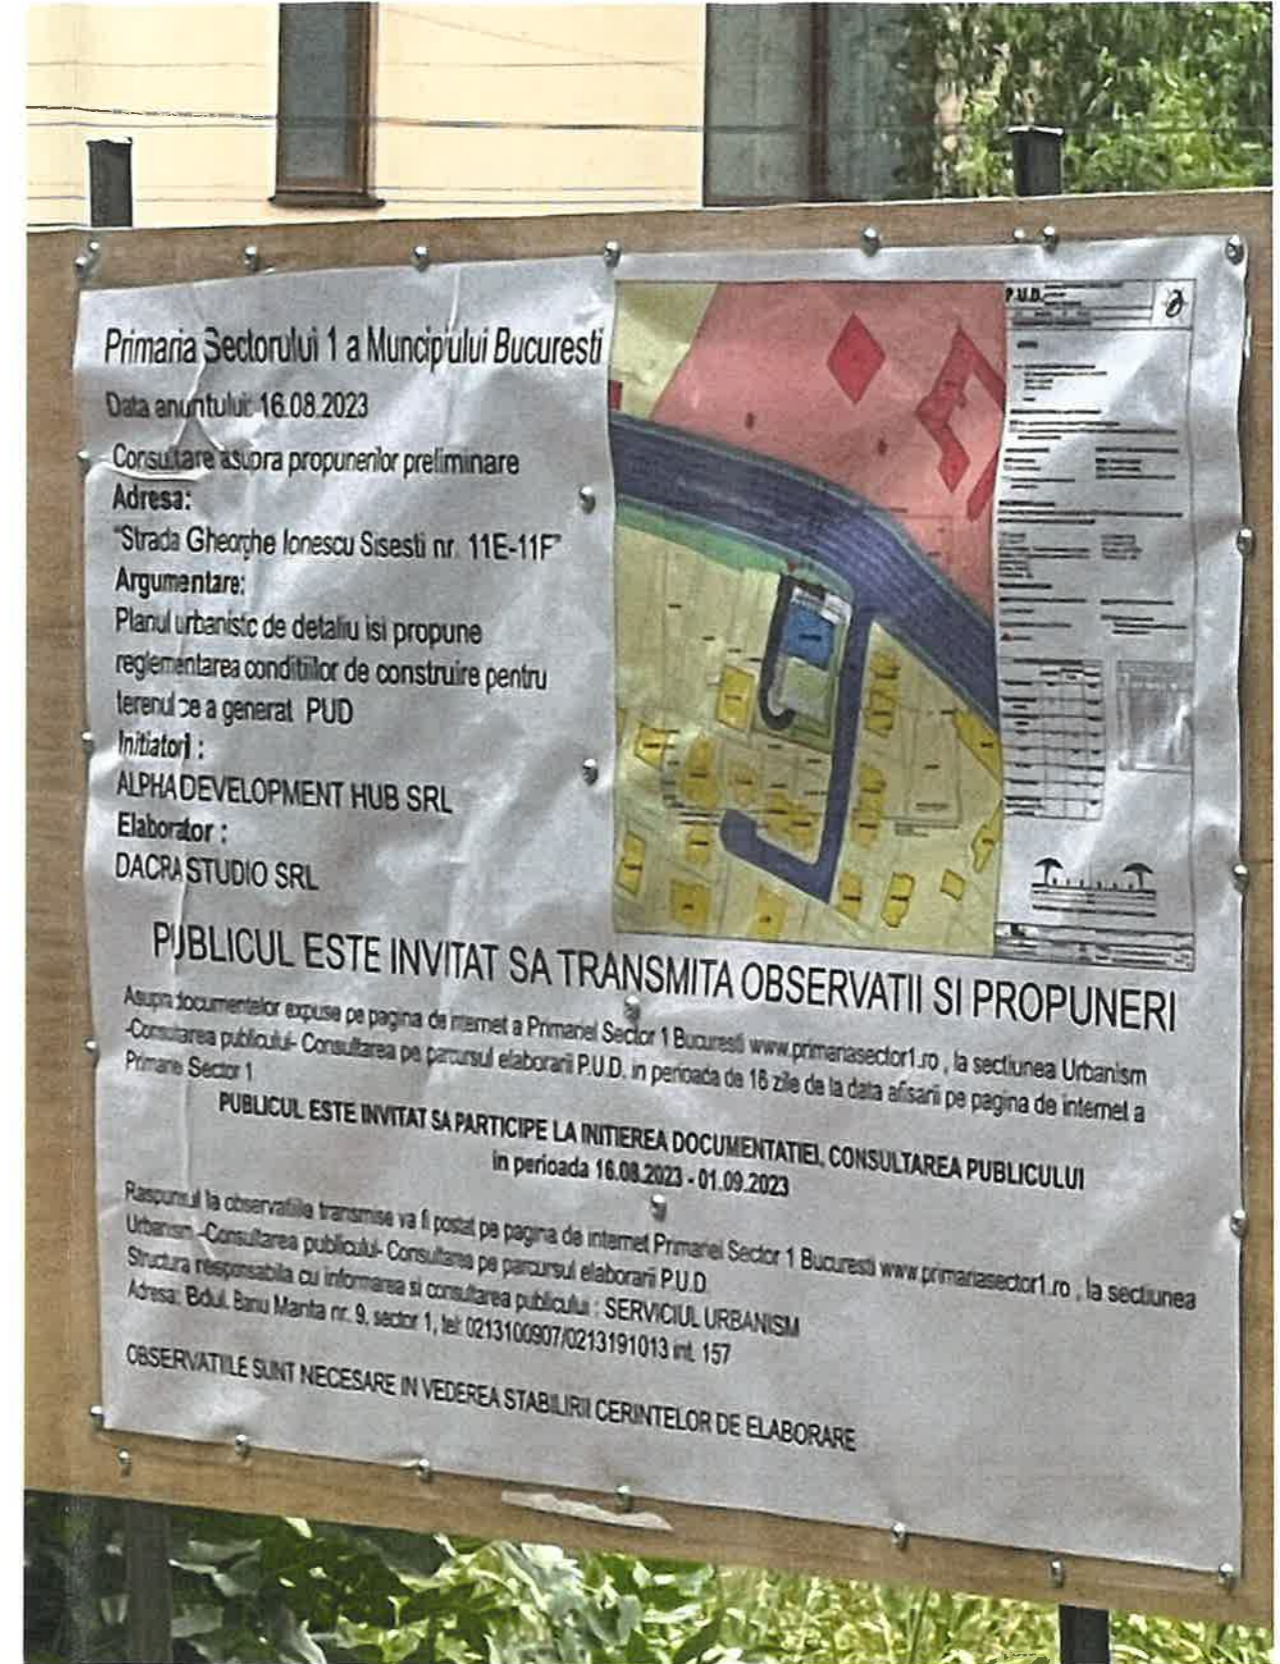 Primaria Sectorului 1 a Muncipiului Bucuresti
Data anuntului: 16.08.2023
Consultare asupra propunerilor preliminare
Adresa:
"Strada Gheorghe Ionescu Sisesti nr. 11E-11F"
Argumentare:
Planul urbanistc de detaliu isi propune
reglementarea conditiilor de construire pentru
terenul ce a generat PUD
Initiatori :
ALPHA DEVELOPMENT HUB SRL
Elaborator :
DACRA STUDIO SRL
P.U.D.
PUBLICUL ESTE INVITAT SA TRANSMITA OBSERVATII SI PROPUNERI
Asupra documentelor expuse pe pagina de internet a Primariei Sector 1 Bucuresti www.primariasector1.ro , la sectiunea Urbanism
-Consutarea publicului- Consultarea pe parcursul elaborarii P.U.D. in perioada de 16 zile de la data afisarii pe pagina de internet a
Primarie Sector 1
PUBLICUL ESTE INVITAT SA PARTICIPE LA INITIEREA DOCUMENTATIEI, CONSULTAREA PUBLICULUI
in perioada 16.08.2023 - 01.09.2023
Raspunsul la observatiile transmise va fi postat pe pagina de internet Primariei Sector 1 Bucuresti www.primariasector1.ro , la sectiunea
Urbanism -Consultarea publicului- Consultarea pe parcursul elaborarii P.U.D.
Structura responsabila cu informarea si consultarea publicului : SERVICIUL URBANISM
Adresa: Bdul. Banu Manta nr. 9, sector 1, tel: 0213100907/0213191013 int. 157
OBSERVATIILE SUNT NECESARE IN VEDEREA STABILIRII CERINTELOR DE ELABORARE